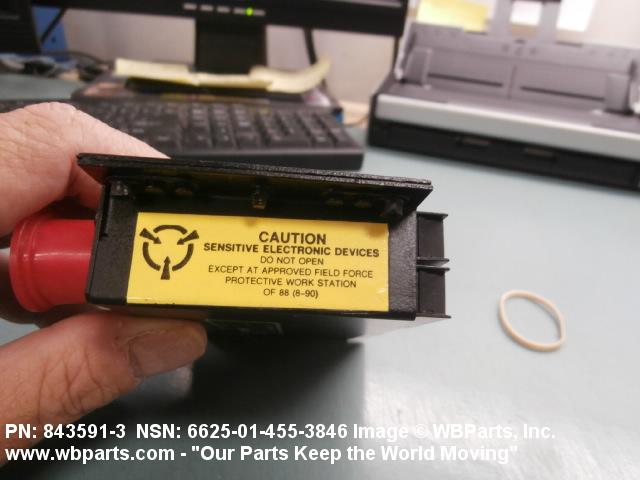 CAUTION
SENSITIVE ELECTRONIC DEVICES
DO NOT OPEN
EXCEPT AT APPROVED FIELD FORCE
PROTECTIVE WORK STATION
OF 88 (8-90)
PN: 843591-3 NSN: 6625-01-455-3846 Image © WBParts, Inc.
www.wbparts.com - "Our Parts Keep the World Moving"